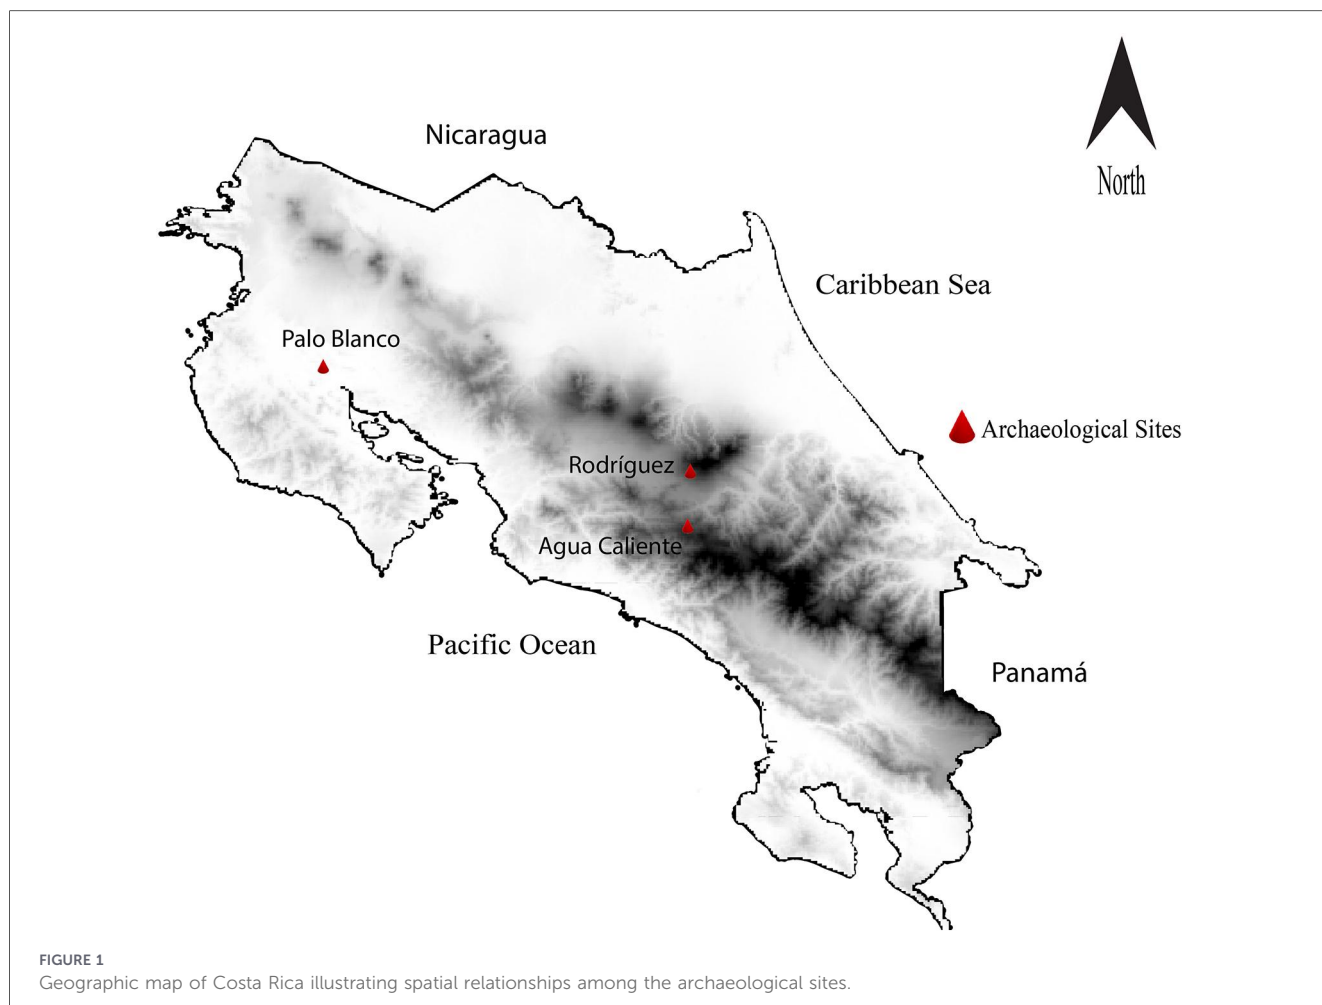 Nicaragua
North
Caribbean Sea
Palo Blanco
Archaeological Sites
Rodríguez
Agua Caliente
Pacific Ocean
Panamá
FIGURE 1
Geographic map of Costa Rica illustrating spatial relationships among the archaeological sites.